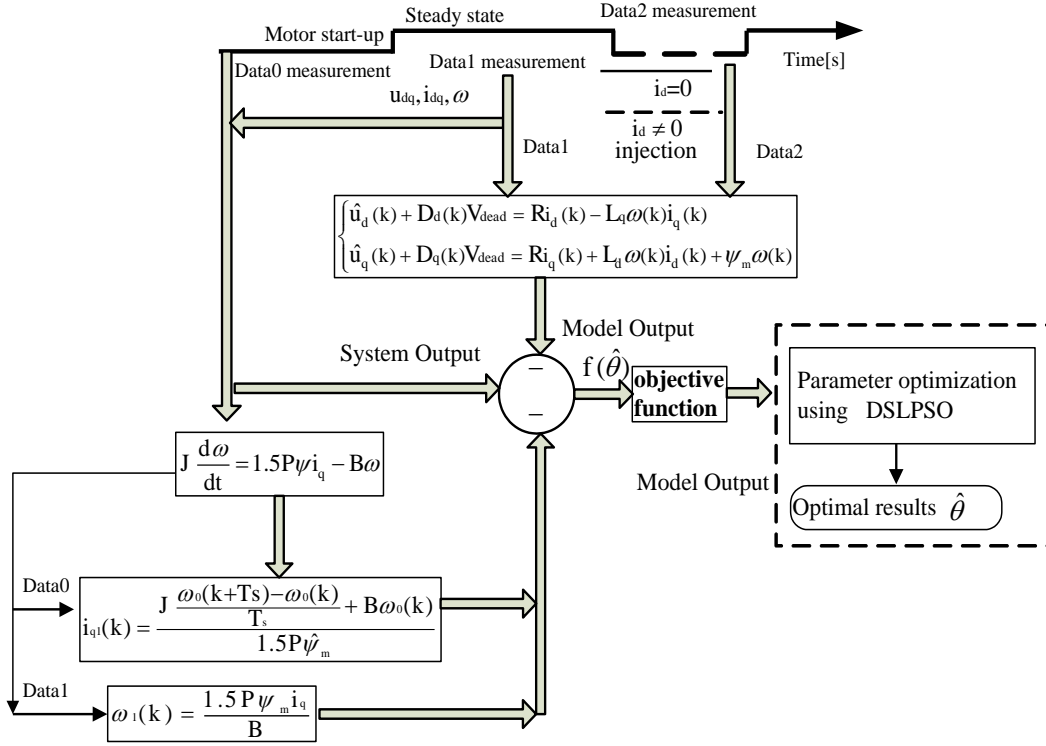 Data2 measurement
Steady state
Motor start-up
Time[s]
Data0 measurement
Data1 measurement
i_d=0
u_dq, i_dq, ω
i_d ≠ 0
injection
Data1
Data2
û_d(k) + D_d(k)V_dead = Ri_d(k) − L_qω(k)i_q(k)
û_q(k) + D_q(k)V_dead = Ri_q(k) + L_dω(k)i_d(k) + ψ_mω(k)
Model Output
System Output
f(θ̂)
objective
function
Parameter optimization
using DSLPSO
−
−
J dω/dt = 1.5Pψi_q − Bω
Model Output
Optimal results θ̂
Data0
i_q1(k) = (J (ω_0(k+Ts)−ω_0(k))/T_s + Bω_0(k))/(1.5Pψ̂_m)
Data1
ω_1(k) = (1.5Pψ_m i_q)/B